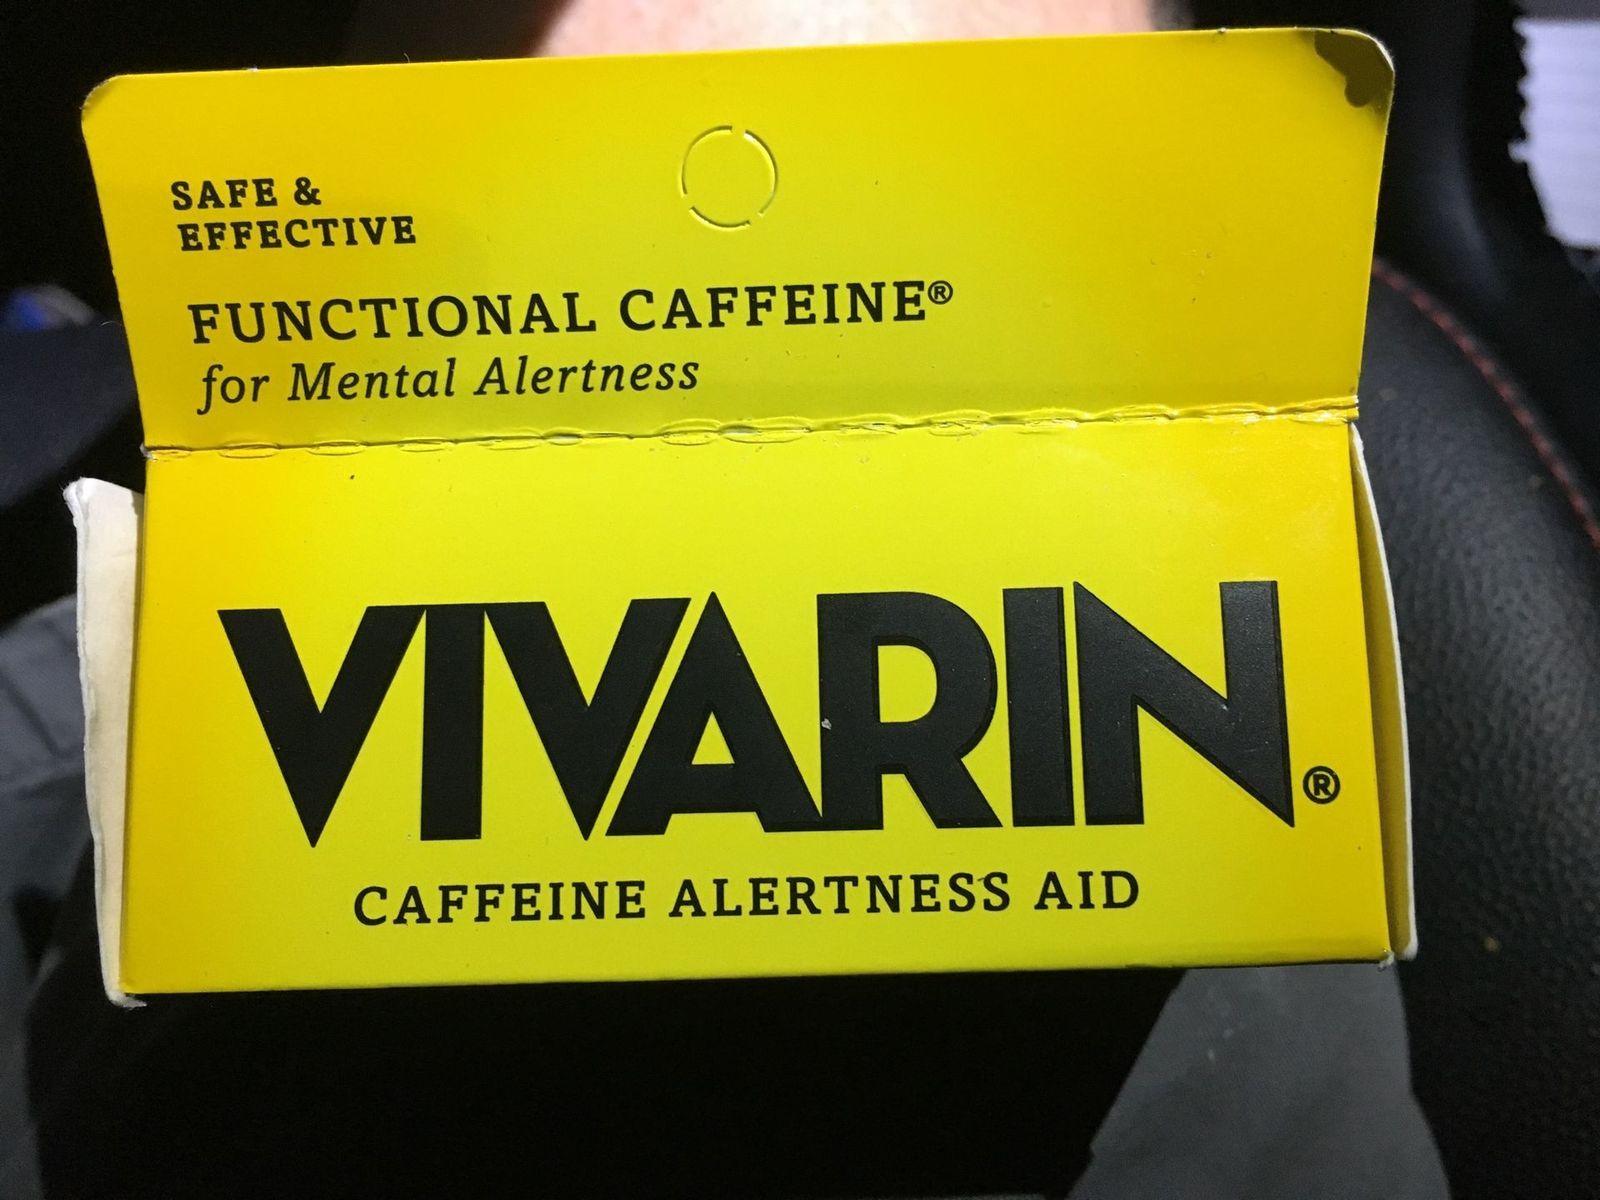 SAFE &
EFFECTIVE
FUNCTIONAL CAFFEINE®
for Mental Alertness
VIVARIN®
CAFFEINE ALERTNESS AID